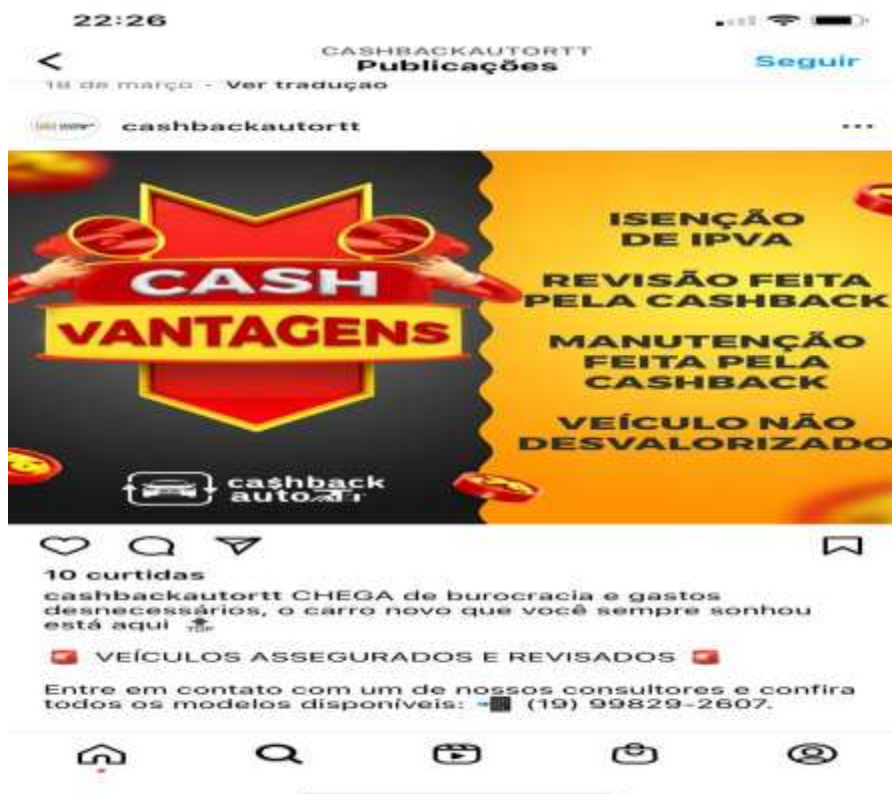 22:26
CASHBACKAUTORTT
Publicações
Seguir
18 de março - Ver tradução
cashbackautortt
CASH
VANTAGENS
cashback
auto
ISENÇÃO
DE IPVA
REVISÃO FEITA
PELA CASHBACK
MANUTENÇÃO
FEITA PELA
CASHBACK
VEÍCULO NÃO
DESVALORIZADO
10 curtidas
cashbackautortt CHEGA de burocracia e gastos
desnecessários, o carro novo que você sempre sonhou
está aqui 🔝
🚨 VEÍCULOS ASSEGURADOS E REVISADOS 🚨
Entre em contato com um de nossos consultores e confira
todos os modelos disponíveis: 📲 (19) 99829-2607.